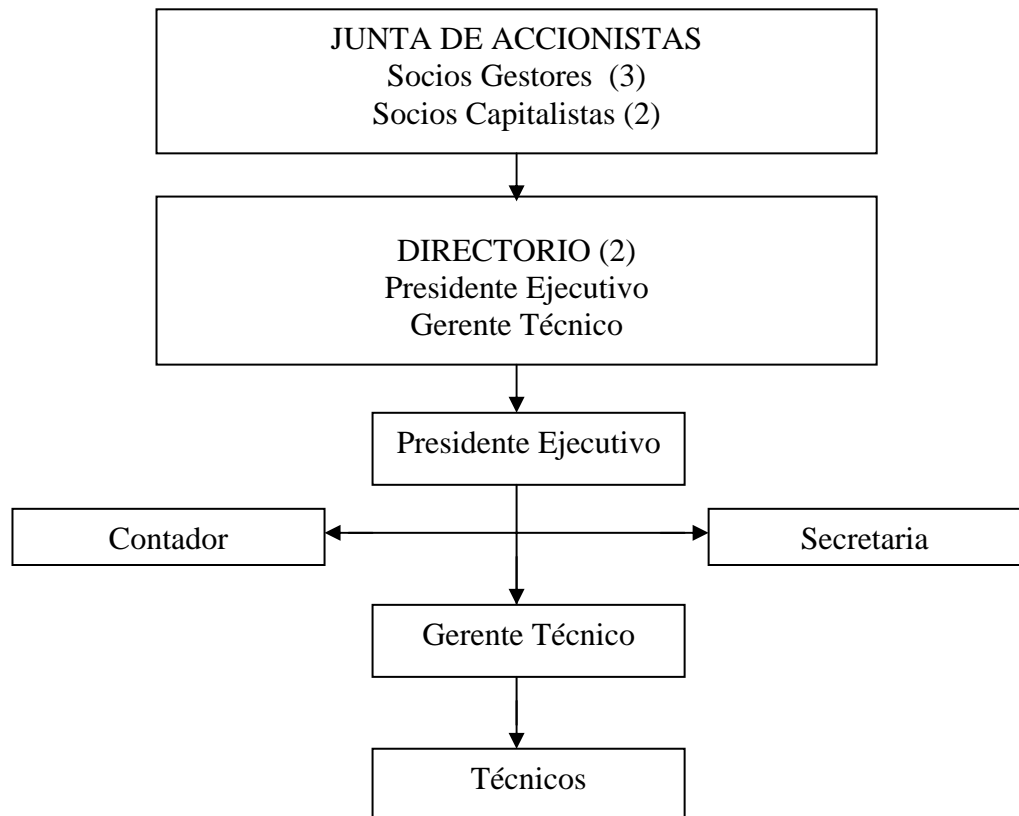 JUNTA DE ACCIONISTAS
Socios Gestores (3)
Socios Capitalistas (2)
DIRECTORIO (2)
Presidente Ejecutivo
Gerente Técnico
Presidente Ejecutivo
Contador
Secretaria
Gerente Técnico
Técnicos